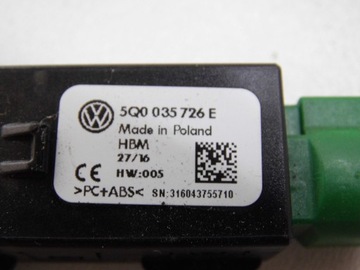 5Q0 035 726 E
Made in Poland
HBM
27/16
HW:005
>PC+ABS<
SN:316043755710